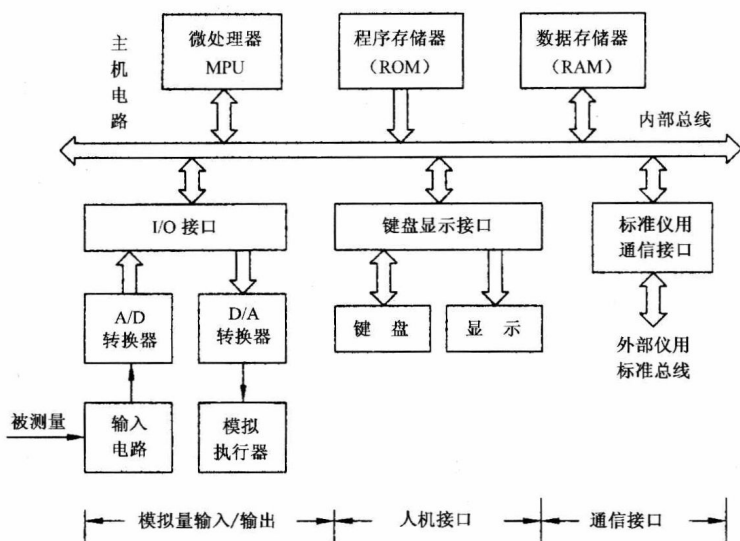 主
机
电
路
微处理器
MPU
程序存储器
（ROM）
数据存储器
（RAM）
内部总线
I/O 接口
键盘显示接口
标准仪用
通信接口
A/D
转换器
D/A
转换器
键 盘
显 示
外部仪用
标准总线
被测量
输入
电路
模拟
执行器
模拟量输入/输出
人机接口
通信接口